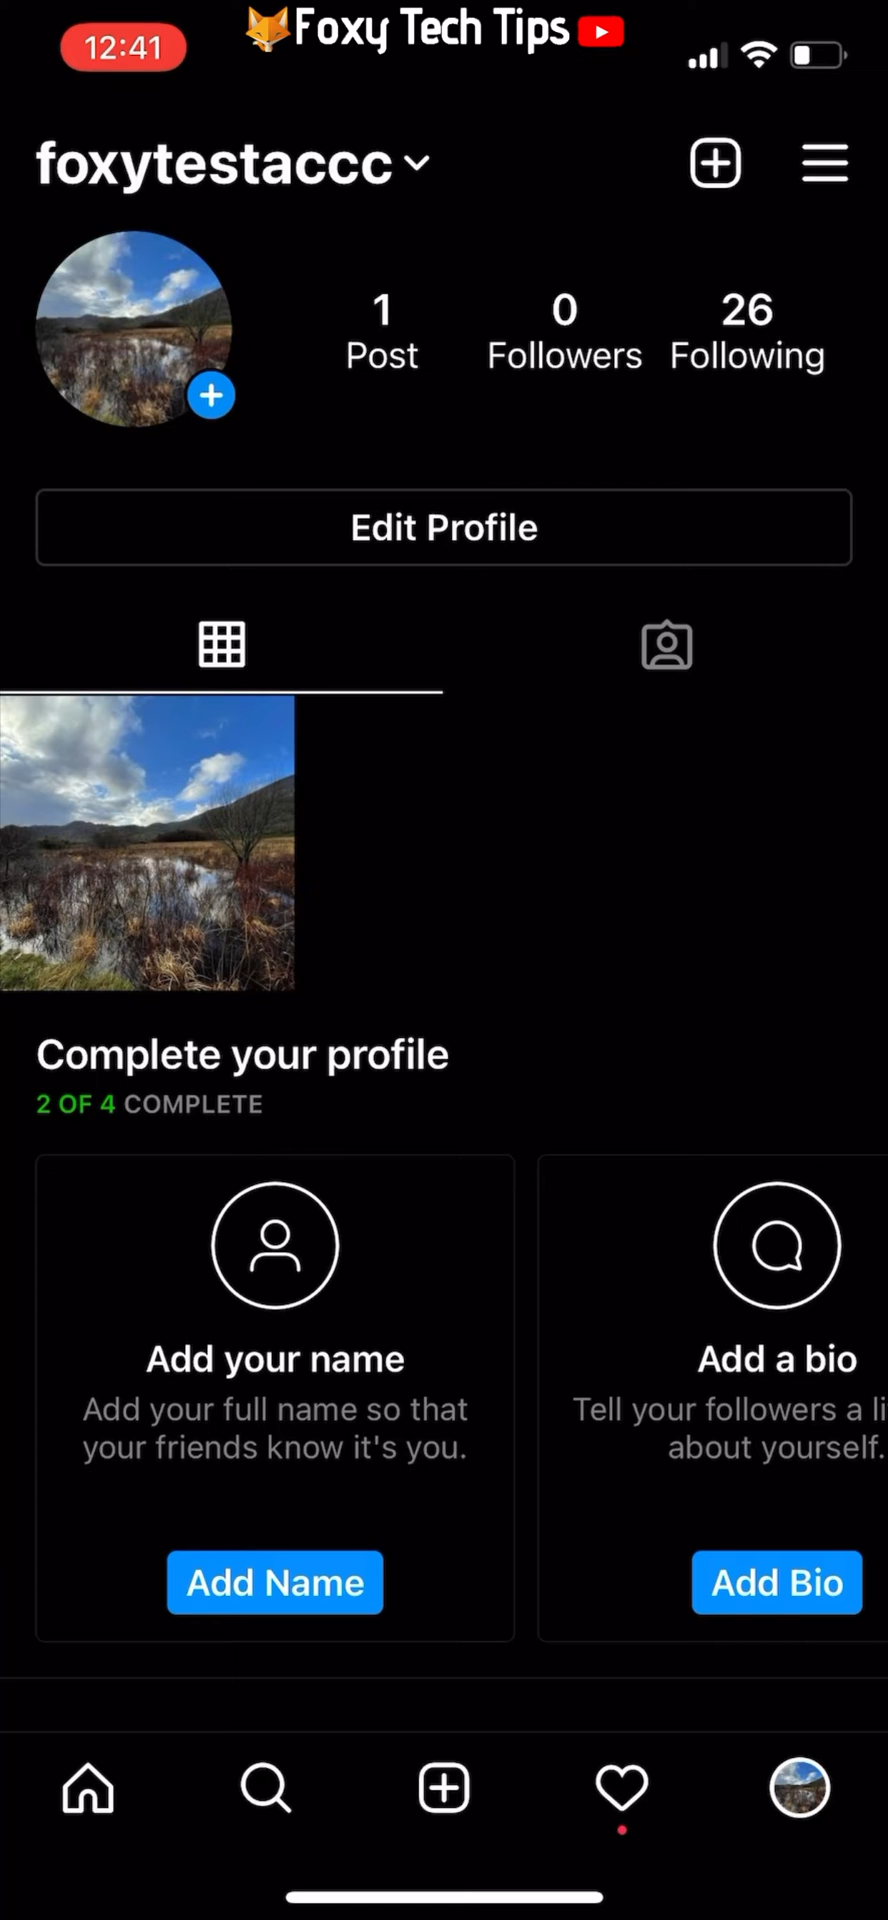 12:41
Foxy Tech Tips
foxytestaccc
1 0 26
Post Followers Following
Edit Profile
Complete your profile
2 OF 4 COMPLETE
Add your name
Add your full name so that
your friends know it's you.
Add Name
Add a bio
Tell your followers a li
about yourself.
Add Bio